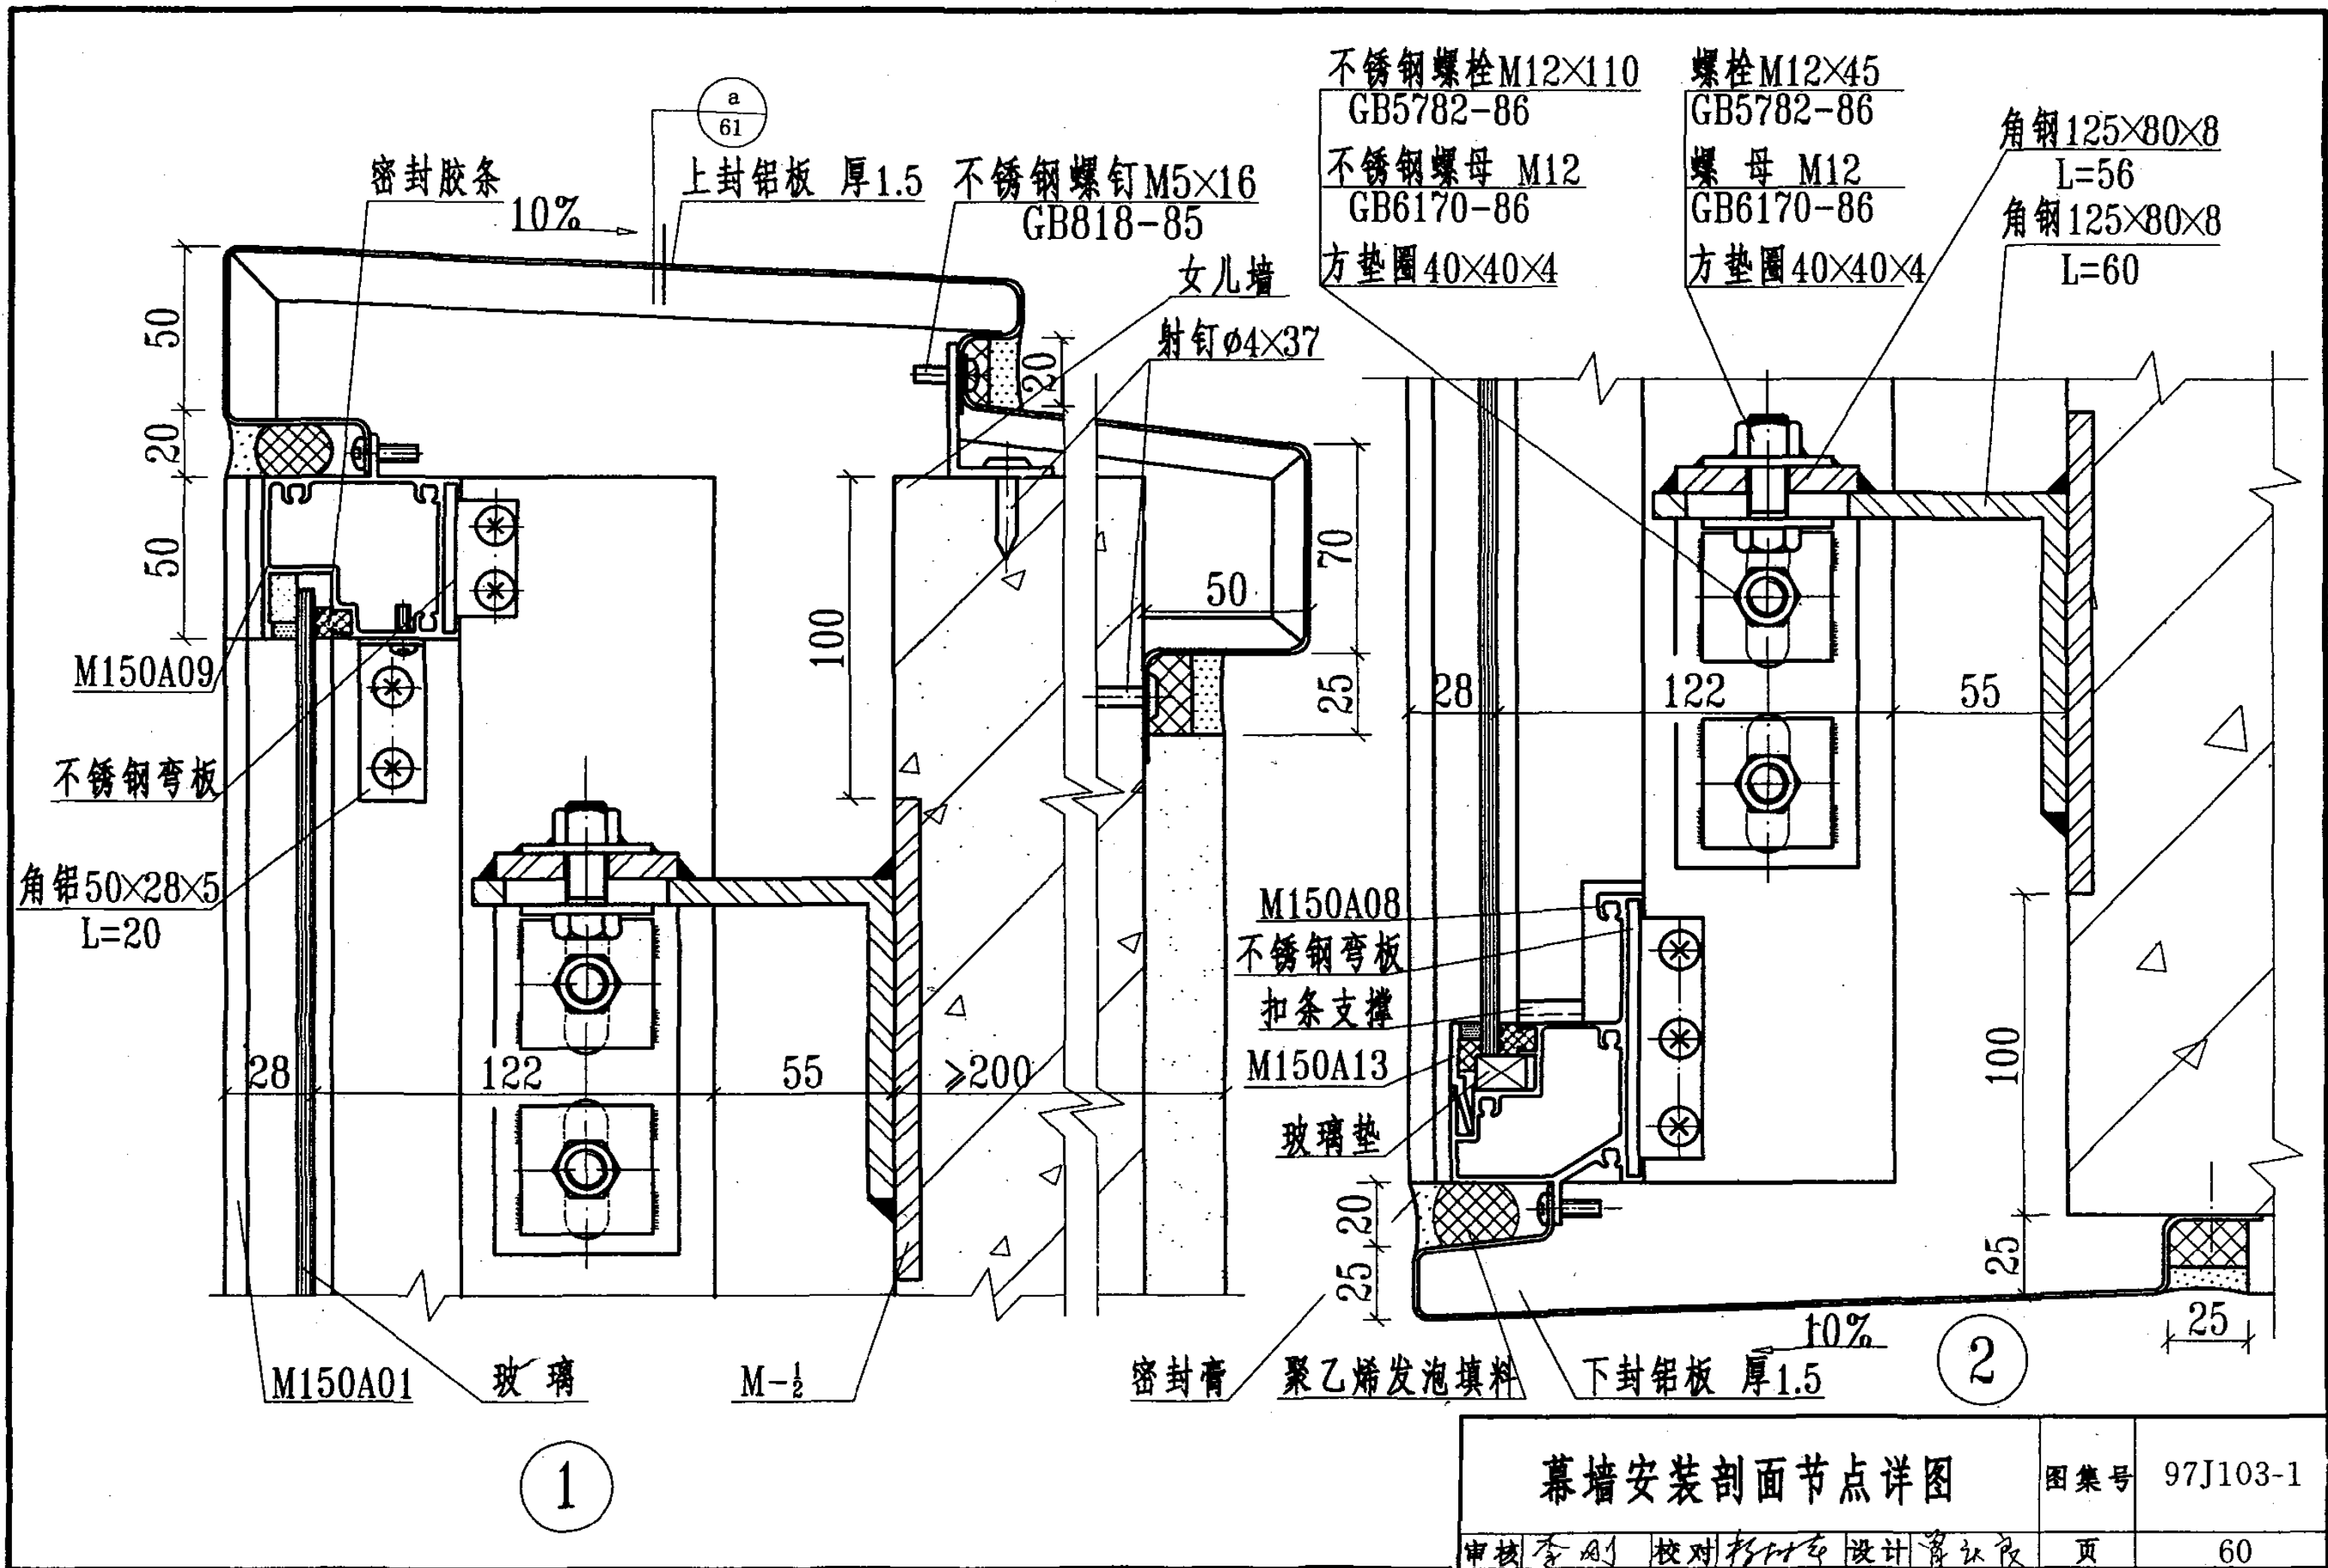 a
61
密封胶条
10%
上封铝板 厚1.5
不锈钢螺钉M5×16
GB818-85
女儿墙
射钉ø4×37
50
20
50
20
100
50
70
25
M150A09
不锈钢弯板
角铝50×28×5
L=20
28
122
55
≥200
M150A01
玻璃
M-½
1
不锈钢螺栓M12×110
GB5782-86
不锈钢螺母 M12
GB6170-86
方垫圈40×40×4
螺栓M12×45
GB5782-86
螺 母 M12
GB6170-86
方垫圈40×40×4
角钢125×80×8
L=56
角钢125×80×8
L=60
28
122
55
M150A08
不锈钢弯板
扣条支撑
M150A13
玻璃垫
100
20
25
25
25
10%
密封膏
聚乙烯发泡填料
下封铝板 厚1.5
2
幕墙安装剖面节点详图
图集号
97J103-1
审核 李刚 校对 设计
页
60